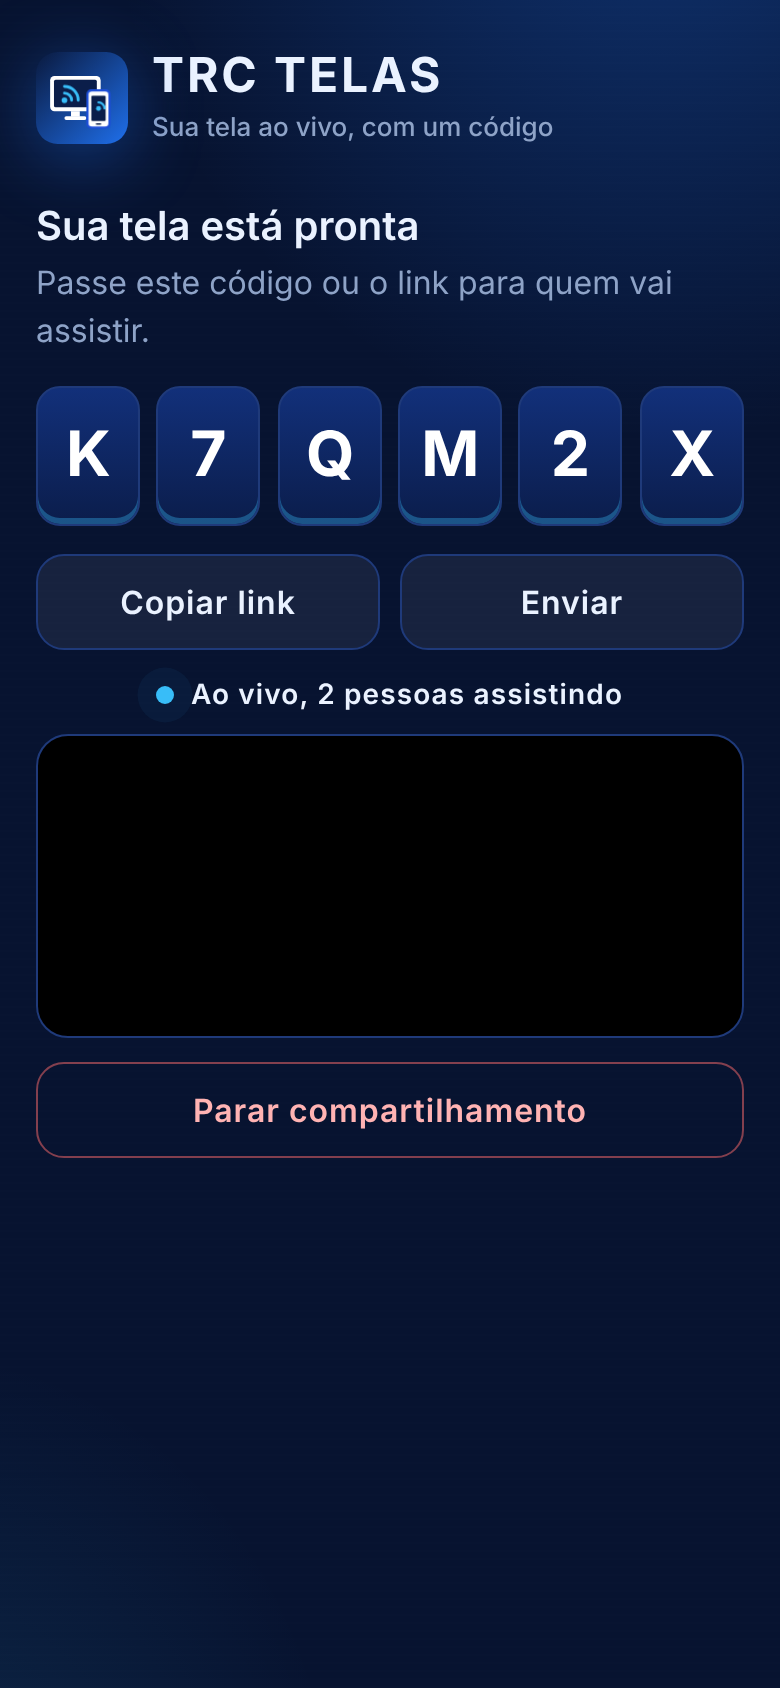 TRC TELAS
Sua tela ao vivo, com um código
Sua tela está pronta
Passe este código ou o link para quem vai
assistir.
K 7 Q M 2 X
Copiar link Enviar
Ao vivo, 2 pessoas assistindo
Parar compartilhamento